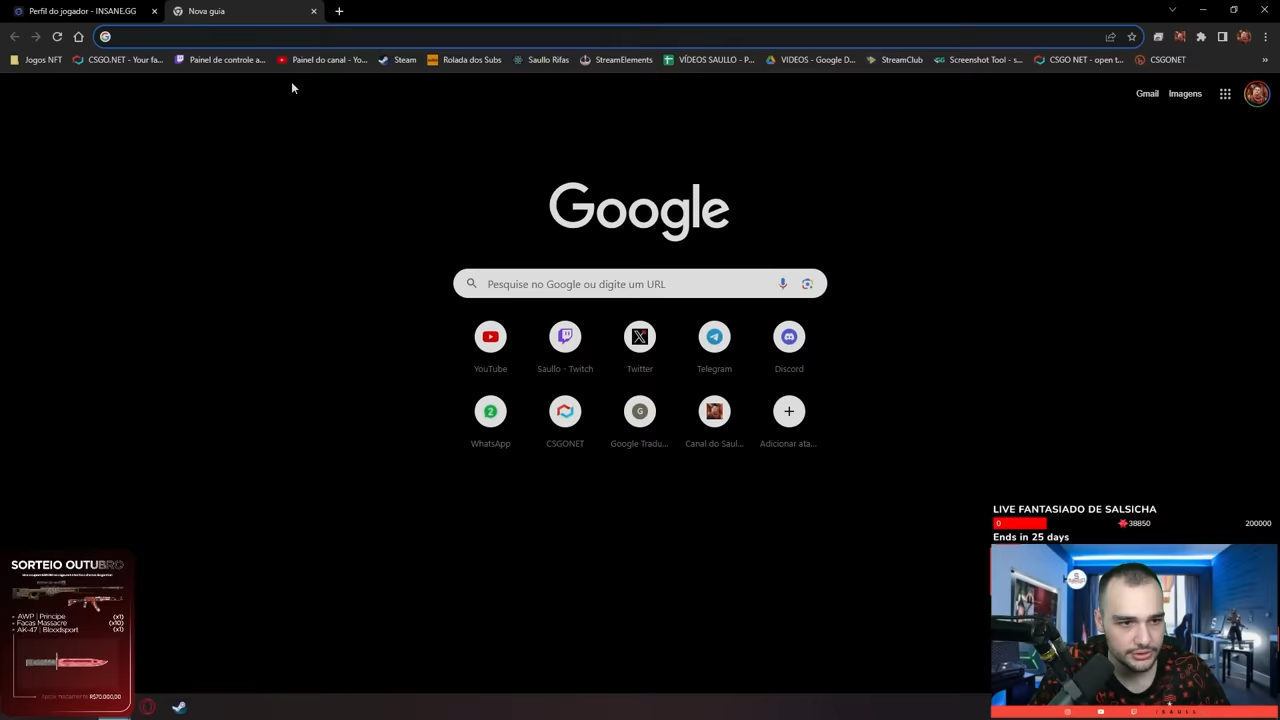 Perfil do jogador - INSANE.GG
Nova guia
Jogos NFT
CSGO.NET - Your fa...
Painel de controle a...
Painel do canal - Yo...
Steam
Rolada dos Subs
Saullo Rifas
StreamElements
VÍDEOS SAULLO - P...
VIDEOS - Google D...
StreamClub
Screenshot Tool - s...
CSGO NET - open t...
CSGONET
Gmail
Imagens
Google
Pesquise no Google ou digite um URL
YouTube
Saullo - Twitch
Twitter
Telegram
Discord
WhatsApp
CSGONET
Google Tradu...
Canal do Saul...
Adicionar ata...
LIVE FANTASIADO DE SALSICHA
0 38850 200000
Ends in 25 days
SORTEIO OUTUBRO
AWP | Príncipe (x1)
Facas Massacre (x10)
AK-47 | Bloodsport (x1)
R$70.000,00